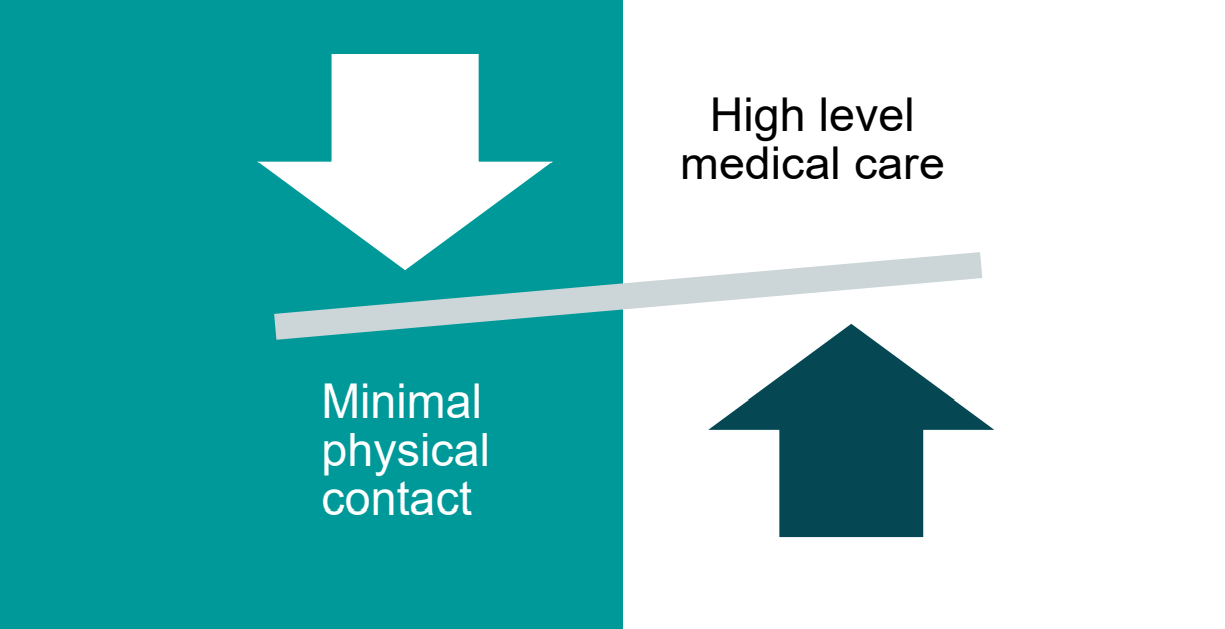 High level
medical care
Minimal
physical
contact